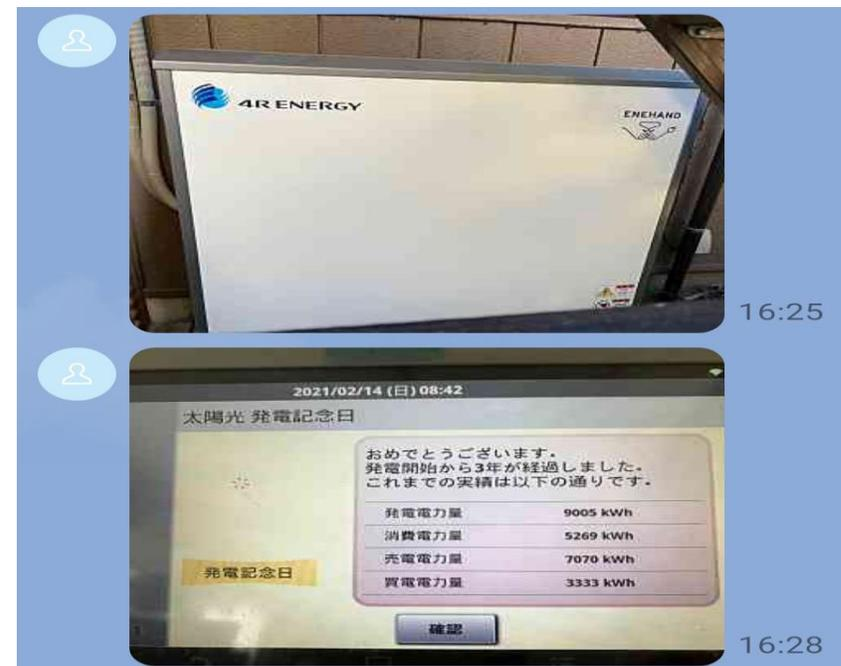 4R ENERGY
ENEHAND
16:25
2021/02/14 (日) 08:42
太陽光 発電記念日
おめでとうございます。
発電開始から3年が経過しました。
これまでの実績は以下の通りです。
発電電力量 9005 kWh
消費電力量 5269 kWh
売電電力量 7070 kWh
買電電力量 3333 kWh
発電記念日
確認
16:28